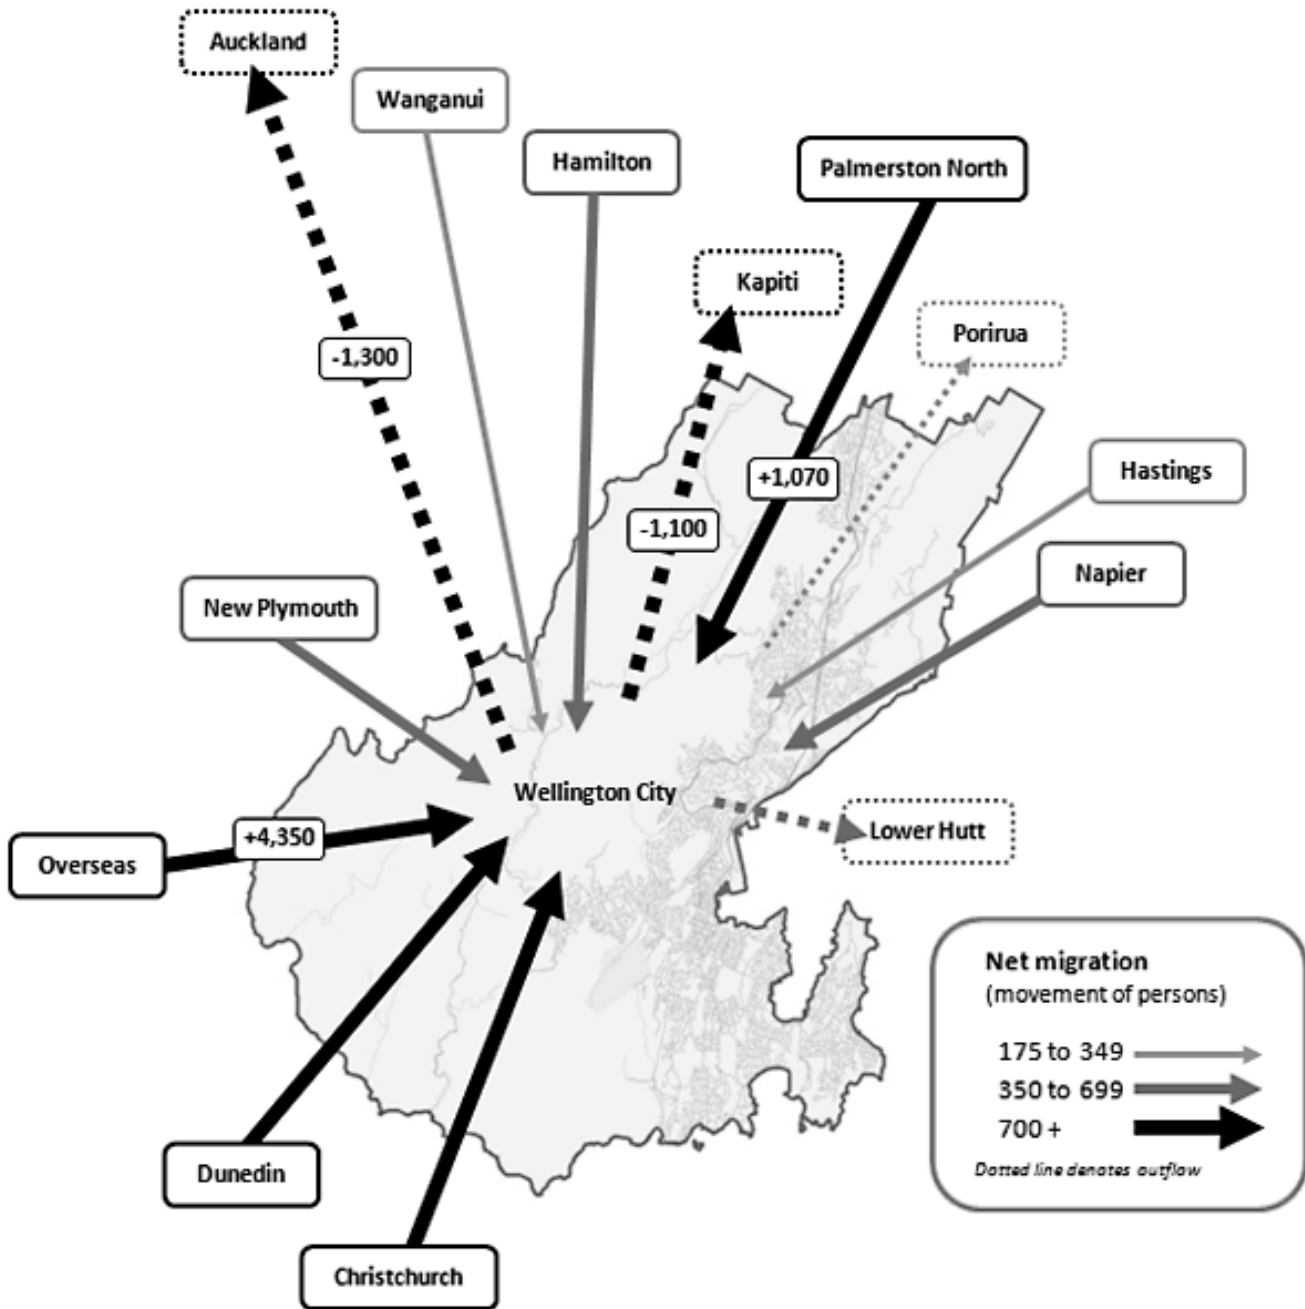 Auckland
Wanganui
Hamilton
Palmerston North
Kapiti
Porirua
-1,300
+1,070
Hastings
-1,100
Napier
New Plymouth
Wellington City
+4,350
Lower Hutt
Overseas
Dunedin
Christchurch
Net migration
(movement of persons)
175 to 349
350 to 699
700 +
Dotted line denotes outflow